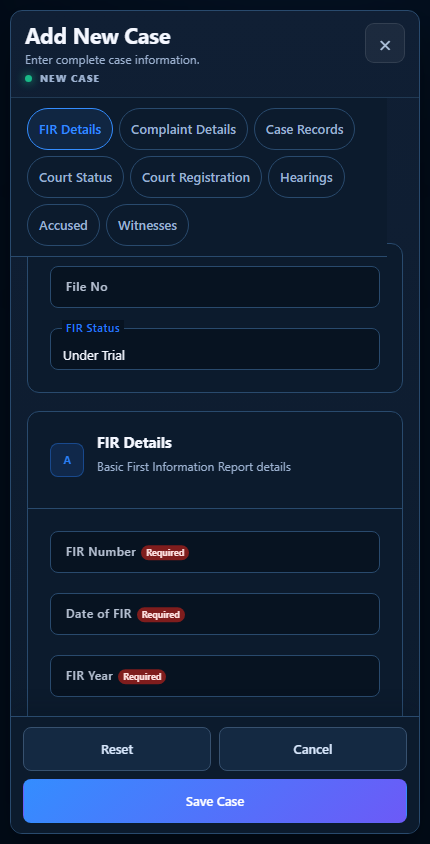 Add New Case
Enter complete case information.
NEW CASE
×
FIR Details
Complaint Details
Case Records
Court Status
Court Registration
Hearings
Accused
Witnesses
File No
FIR Status
Under Trial
A
FIR Details
Basic First Information Report details
FIR Number Required
Date of FIR Required
FIR Year Required
Reset
Cancel
Save Case